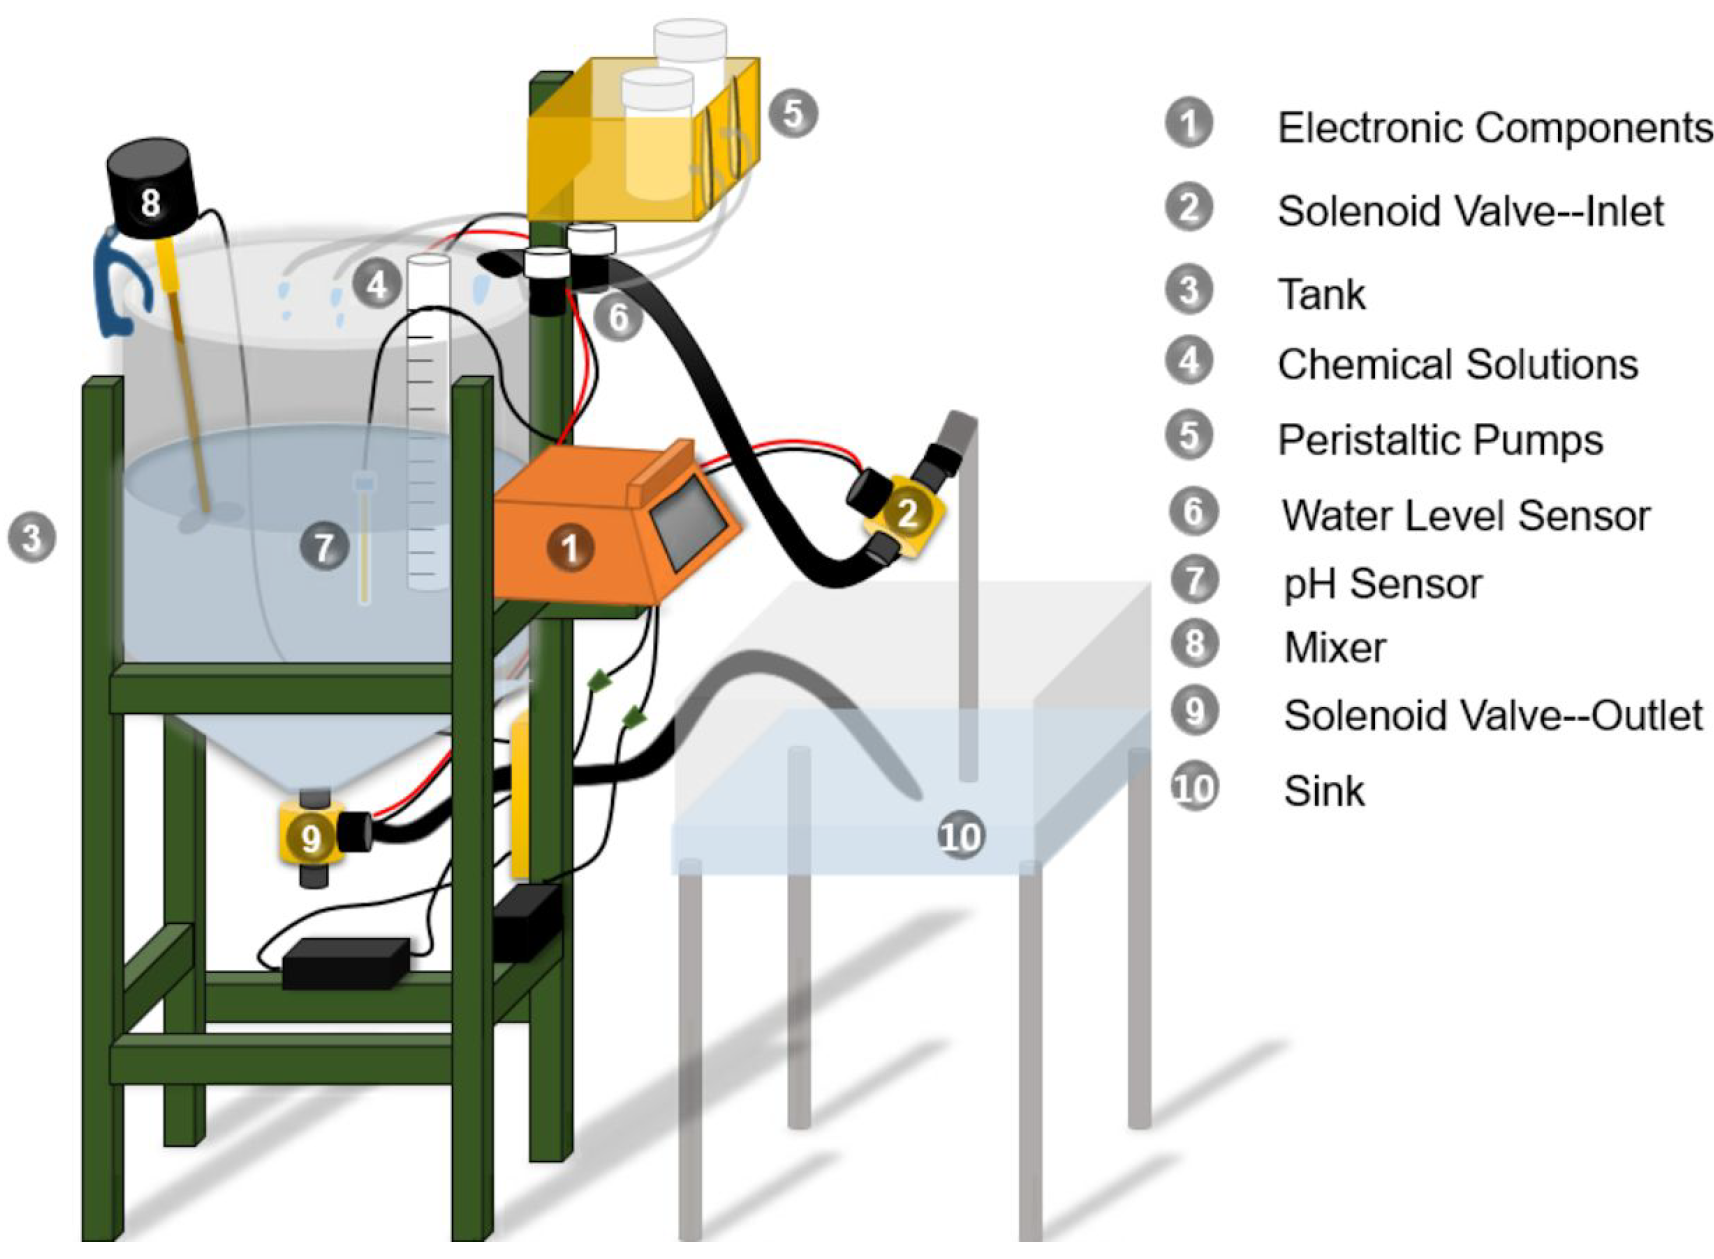 5
8
4
6
2
3
7
1
9
10
1 Electronic Components
2 Solenoid Valve--Inlet
3 Tank
4 Chemical Solutions
5 Peristaltic Pumps
6 Water Level Sensor
7 pH Sensor
8 Mixer
9 Solenoid Valve--Outlet
10 Sink